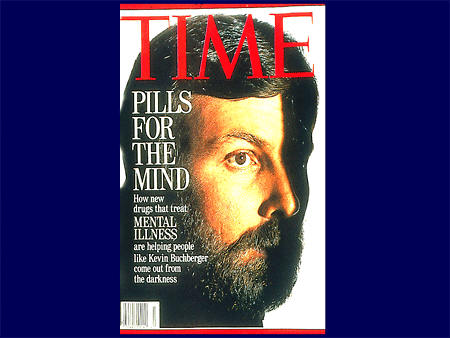 TIME
PILLS
FOR
THE
MIND
How new
drugs that treat
MENTAL
ILLNESS
are helping people
like Kevin Buchberger
come out from
the darkness